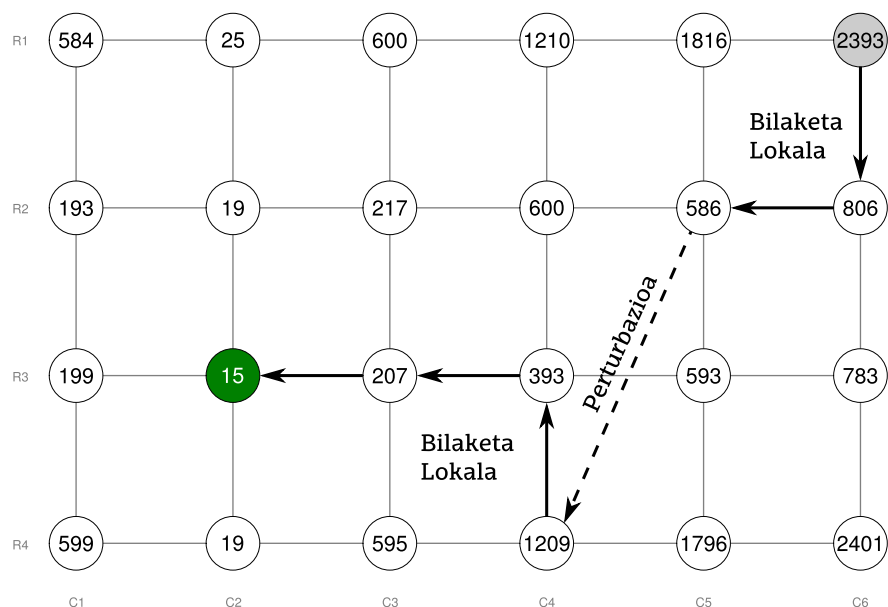 R1 584 25 600 1210 1816 2393
Bilaketa
Lokala
R2 193 19 217 600 586 806
Perturbazioa
R3 199 15 207 393 593 783
Bilaketa
Lokala
R4 599 19 595 1209 1796 2401
C1 C2 C3 C4 C5 C6